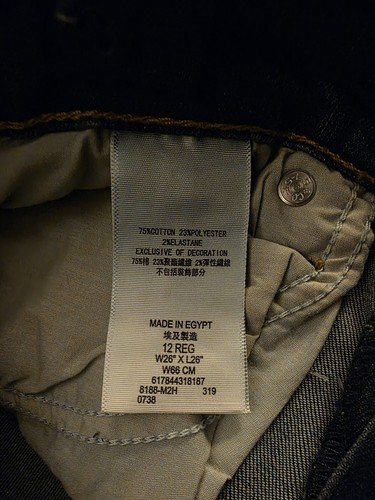 75%COTTON 23%POLYESTER
2%ELASTANE
EXCLUSIVE OF DECORATION
75%棉 23%聚酯纖維 2%彈性纖維
不包括裝飾部分
MADE IN EGYPT
埃及製造
12 REG
W26" X L26"
W66 CM
617844318187
8188-M2H 319
0738